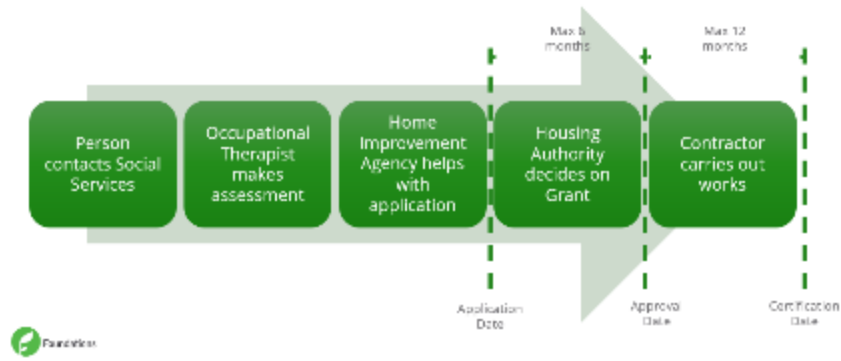 Max 6
months
Max 12
months
Person
contacts Social
Services
Occupational
Therapist
makes
assessment
Home
Improvement
Agency helps
with
application
Housing
Authority
decides on
Grant
Contractor
carries out
works
Application
Date
Approval
Date
Certification
Date
Foundations